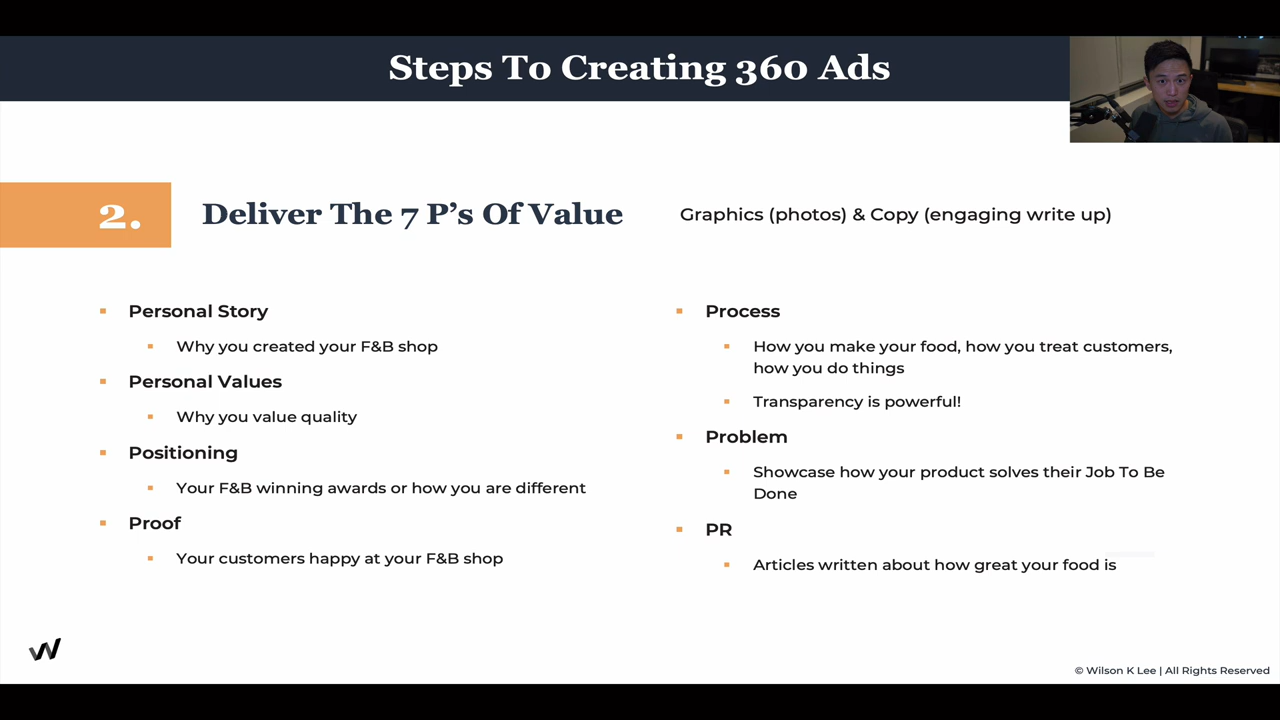 Steps To Creating 360 Ads
2.
Deliver The 7 P’s Of Value
Graphics (photos) & Copy (engaging write up)
Personal Story
Why you created your F&B shop
Personal Values
Why you value quality
Positioning
Your F&B winning awards or how you are different
Proof
Your customers happy at your F&B shop
Process
How you make your food, how you treat customers,
how you do things
Transparency is powerful!
Problem
Showcase how your product solves their Job To Be
Done
PR
Articles written about how great your food is
© Wilson K Lee | All Rights Reserved